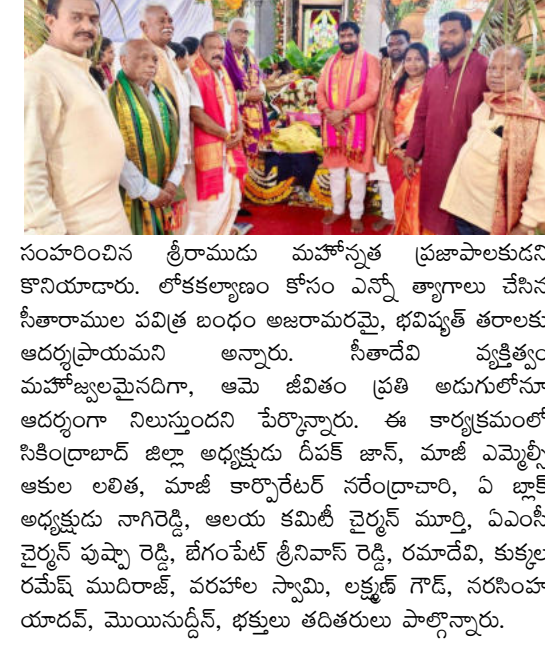 సంహరించిన శ్రీరాముడు మహోన్నత ప్రజాపాలకుడని
కొనియాడారు. లోకకల్యాణం కోసం ఎన్నో త్యాగాలు చేసిన
సీతారాముల పవిత్ర బంధం అజరామరమై, భవిష్యత్ తరాలకు
ఆదర్శప్రాయమని అన్నారు. సీతాదేవి వ్యక్తిత్వం
మహోజ్వలమైనదిగా, ఆమె జీవితం ప్రతి అడుగులోనూ
ఆదర్శంగా నిలుస్తుందని పేర్కొన్నారు. ఈ కార్యక్రమంలో
సికింద్రాబాద్ జిల్లా అధ్యక్షుడు దీపక్ జాన్, మాజీ ఎమ్మెల్సీ
ఆకుల లలిత, మాజీ కార్పొరేటర్ నరేంద్రాచారి, ఏ బ్లాక్
అధ్యక్షుడు నాగిరెడ్డి, ఆలయ కమిటీ చైర్మన్ మూర్తి, ఏఎంసీ
చైర్మన్ పుష్పా రెడ్డి, బేగంపేట్ శ్రీనివాస్ రెడ్డి, రమాదేవి, కుక్కల
రమేష్ ముదిరాజ్, వరహాల స్వామి, లక్ష్మణ్ గౌడ్, నరసింహ
యాదవ్, మొయినుద్దీన్, భక్తులు తదితరులు పాల్గొన్నారు.